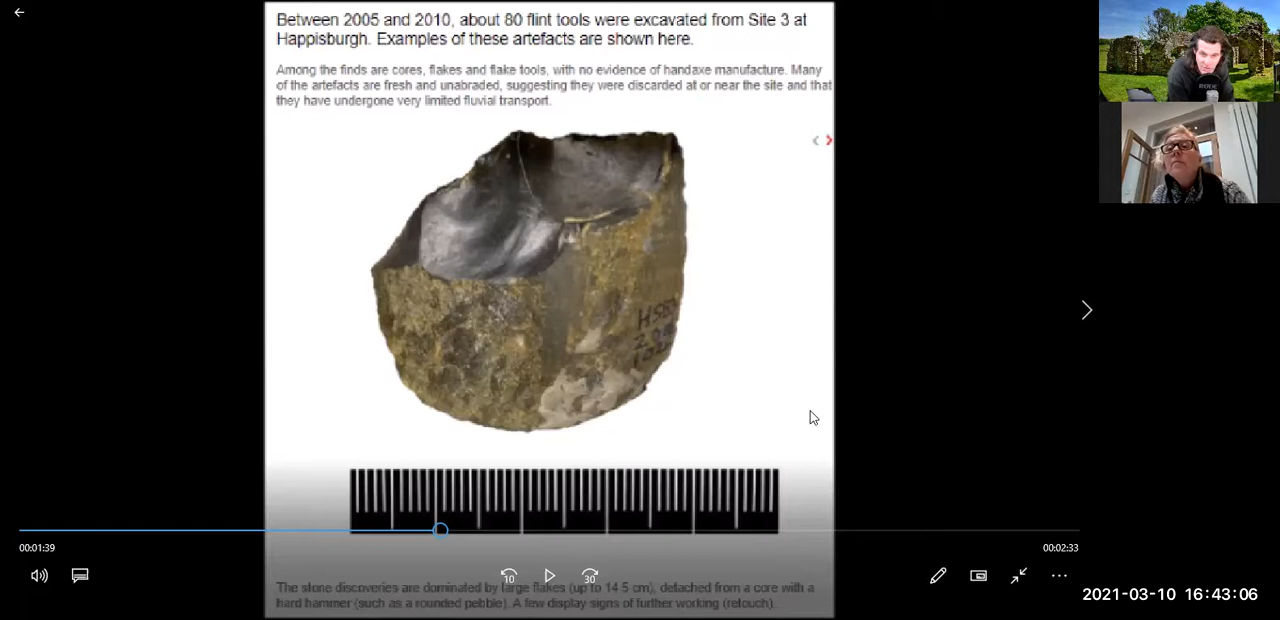 Between 2005 and 2010, about 80 flint tools were excavated from Site 3 at
Happisburgh. Examples of these artefacts are shown here.
Among the finds are cores, flakes and flake tools, with no evidence of handaxe manufacture. Many
of the artefacts are fresh and unabraded, suggesting they were discarded at or near the site and that
they have undergone very limited fluvial transport.
00:01:39
00:02:33
10
30
The stone discoveries are dominated by large flakes (up to 14.5 cm), detached from a core with a
hard hammer (such as a rounded pebble). A few display signs of further working (retouch).
2021-03-10 16:43:06